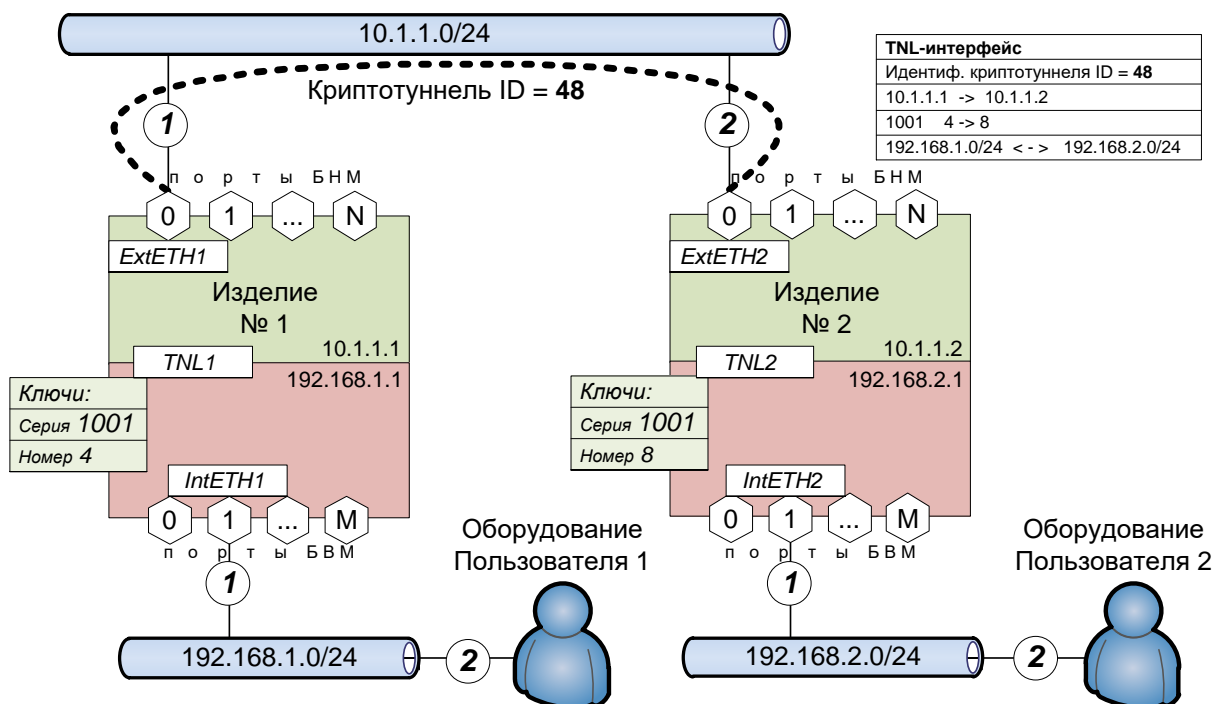 10.1.1.0/24
Криптотуннель ID = 48
TNL-интерфейс
Идентиф. криптотуннеля ID = 48
10.1.1.1 -> 10.1.1.2
1001 4 -> 8
192.168.1.0/24 < - > 192.168.2.0/24
1
2
порты БНМ
порты БНМ
0 1 ... N
0 1 ... N
ExtETH1
Изделие
№ 1
10.1.1.1
TNL1
192.168.1.1
Ключи:
Серия 1001
Номер 4
IntETH1
0 1 ... M
порты БВМ
1
192.168.1.0/24
2
Оборудование
Пользователя 1
ExtETH2
Изделие
№ 2
10.1.1.2
TNL2
192.168.2.1
Ключи:
Серия 1001
Номер 8
IntETH2
0 1 ... M
порты БВМ
1
192.168.2.0/24
2
Оборудование
Пользователя 2